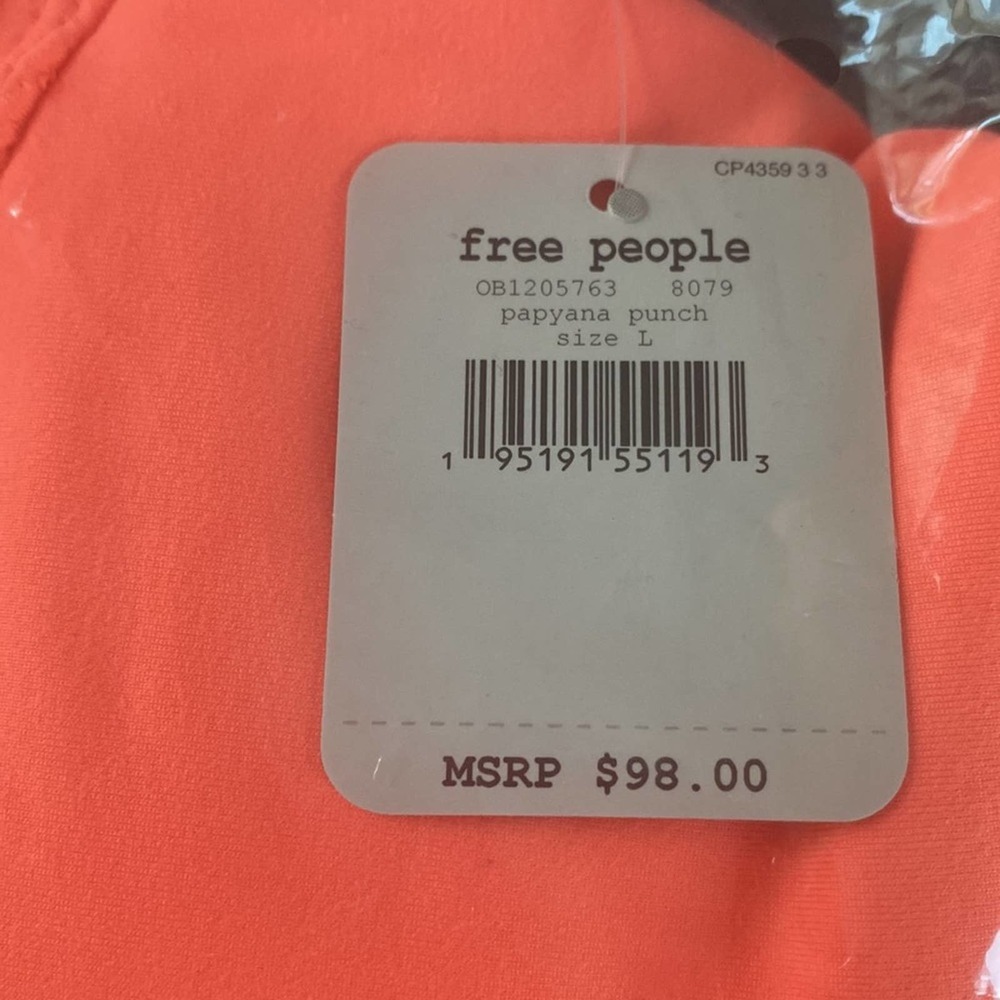 CP4359 3 3
free people
OB1205763 8079
papyana punch
size L
1 95191 55119 3
MSRP $98.00